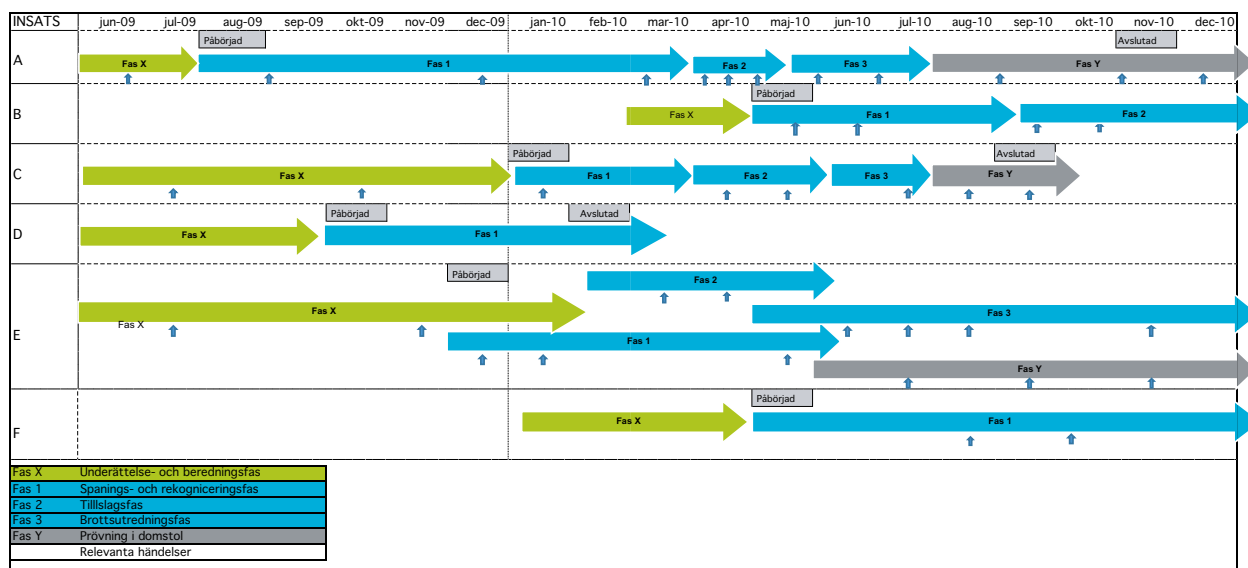 INSATS jun-09 jul-09 aug-09 sep-09 okt-09 nov-09 dec-09 jan-10 feb-10 mar-10 apr-10 maj-10 jun-10 jul-10 aug-10 sep-10 okt-10 nov-10 dec-10
Påbörjad Avslutad
A Fas X Fas 1 Fas 2 Fas 3 Fas Y
Påbörjad
B Fas X Fas 1 Fas 2
Påbörjad Avslutad
C Fas X Fas 1 Fas 2 Fas 3 Fas Y
Påbörjad Avslutad
D Fas X Fas 1
Påbörjad
Fas 2
Fas X Fas 3
Fas X
E Fas 1
Fas Y
Påbörjad
F Fas X Fas 1
Fas X Underättelse- och beredningsfas
Fas 1 Spanings- och rekogniceringsfas
Fas 2 Tilllslagsfas
Fas 3 Brottsutredningsfas
Fas Y Prövning i domstol
Relevanta händelser